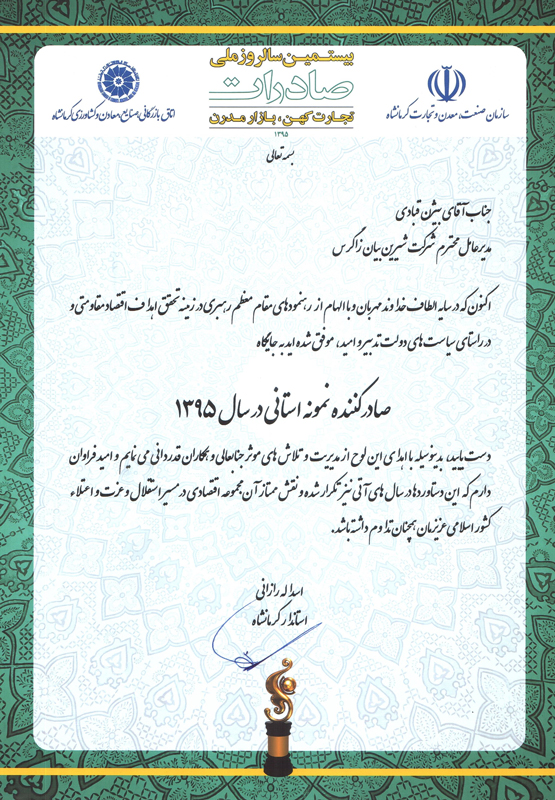 بیستمین سالروز ملی
صادرات
تجارت کهن، بازار مدرن
۱۳۹۵
سازمان صنعت، معدن و تجارت کرمانشاه
اتاق بازرگانی، صنایع، معادن و کشاورزی کرمانشاه
بسمه تعالی
جناب آقای بیژن قبادی
مدیرعامل محترم شرکت شیرین بیان زاگرس
اکنون که در سایه الطاف خداوند مهربان و با الهام از رهنمودهای مقام معظم رهبری در زمینه تحقق اهداف اقتصاد مقاومتی و
در راستای سیاست های دولت تدبیر و امید، موفق شده اید به جایگاه
صادرکننده نمونه استانی در سال ۱۳۹۵
دست یابید، بدینوسیله با اهدای این لوح از مدیریت و تلاش های موثر جنابعالی و همکاران قدردانی می نمایم و امید فراوان
دارم که این دستاوردها در سال های آتی نیز تکرار شده و نقش ممتاز آن مجموعه اقتصادی در مسیر استقلال و عزت و اعتلاء
کشور اسلامی عزیزمان همچنان تداوم داشته باشد.
اسداله رازانی
استاندار کرمانشاه